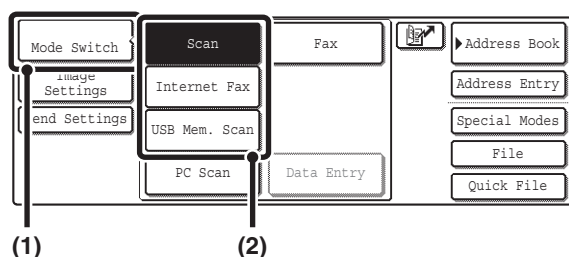 Mode Switch
Scan
Fax
Address Book
Image
Settings
Internet Fax
Address Entry
end Settings
USB Mem. Scan
Special Modes
PC Scan
Data Entry
File
Quick File
(1)
(2)